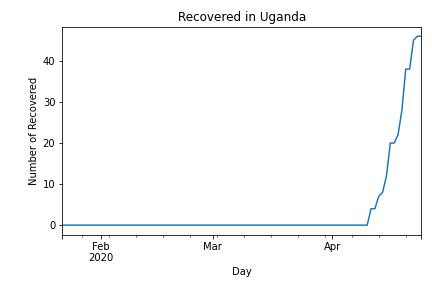 Recovered in Uganda
Number of Recovered
40
30
20
10
0
Feb
2020
Mar
Apr
Day